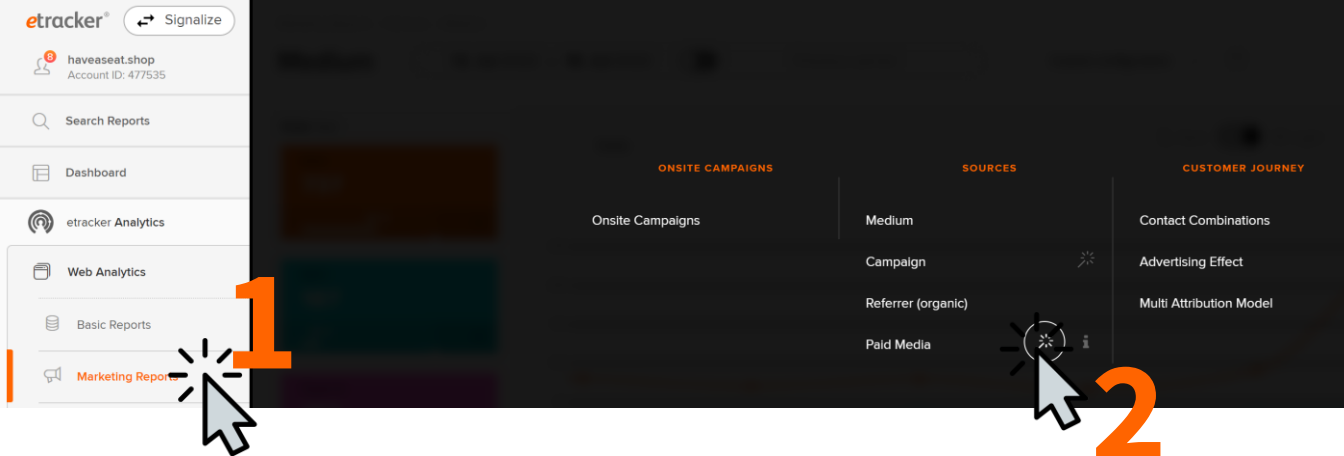 etracker®
Signalize
8
haveaseat.shop
Account ID: 477535
Search Reports
Dashboard
etracker Analytics
Web Analytics
Basic Reports
Marketing Reports
1
ONSITE CAMPAIGNS
Onsite Campaigns
SOURCES
Medium
Campaign
Referrer (organic)
Paid Media
i
2
CUSTOMER JOURNEY
Contact Combinations
Advertising Effect
Multi Attribution Model